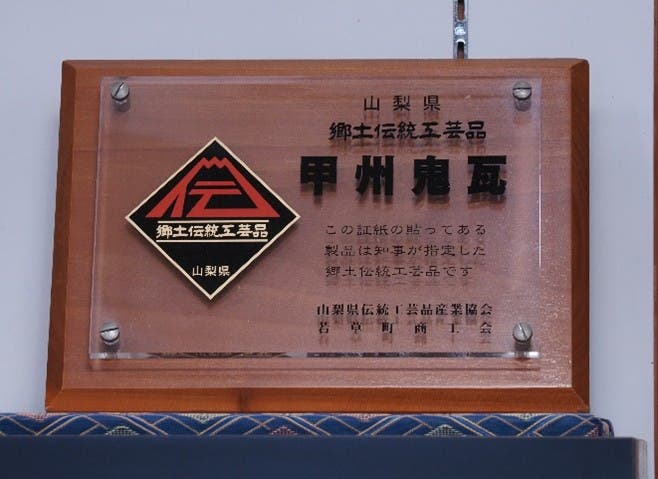 山梨県
郷土伝統工芸品
甲州鬼瓦
この証紙の貼ってある
製品は知事が指定した
郷土伝統工芸品です
山梨県伝統工芸品産業協会
若草町商工会
伝
郷土伝統工芸品
山梨県